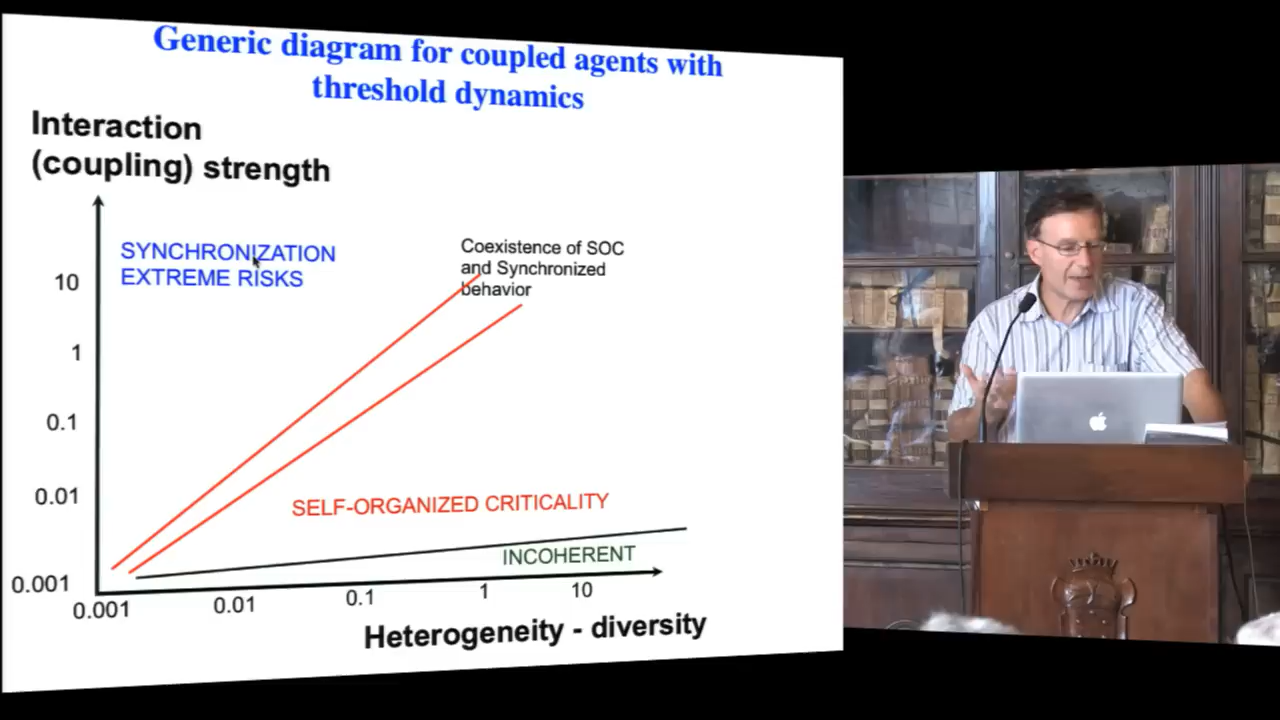 Generic diagram for coupled agents with
threshold dynamics
Interaction
(coupling) strength
SYNCHRONIZATION
EXTREME RISKS
Coexistence of SOC
and Synchronized
behavior
10
1
0.1
0.01
0.001
SELF-ORGANIZED CRITICALITY
INCOHERENT
0.001
0.01
0.1
1
10
Heterogeneity - diversity